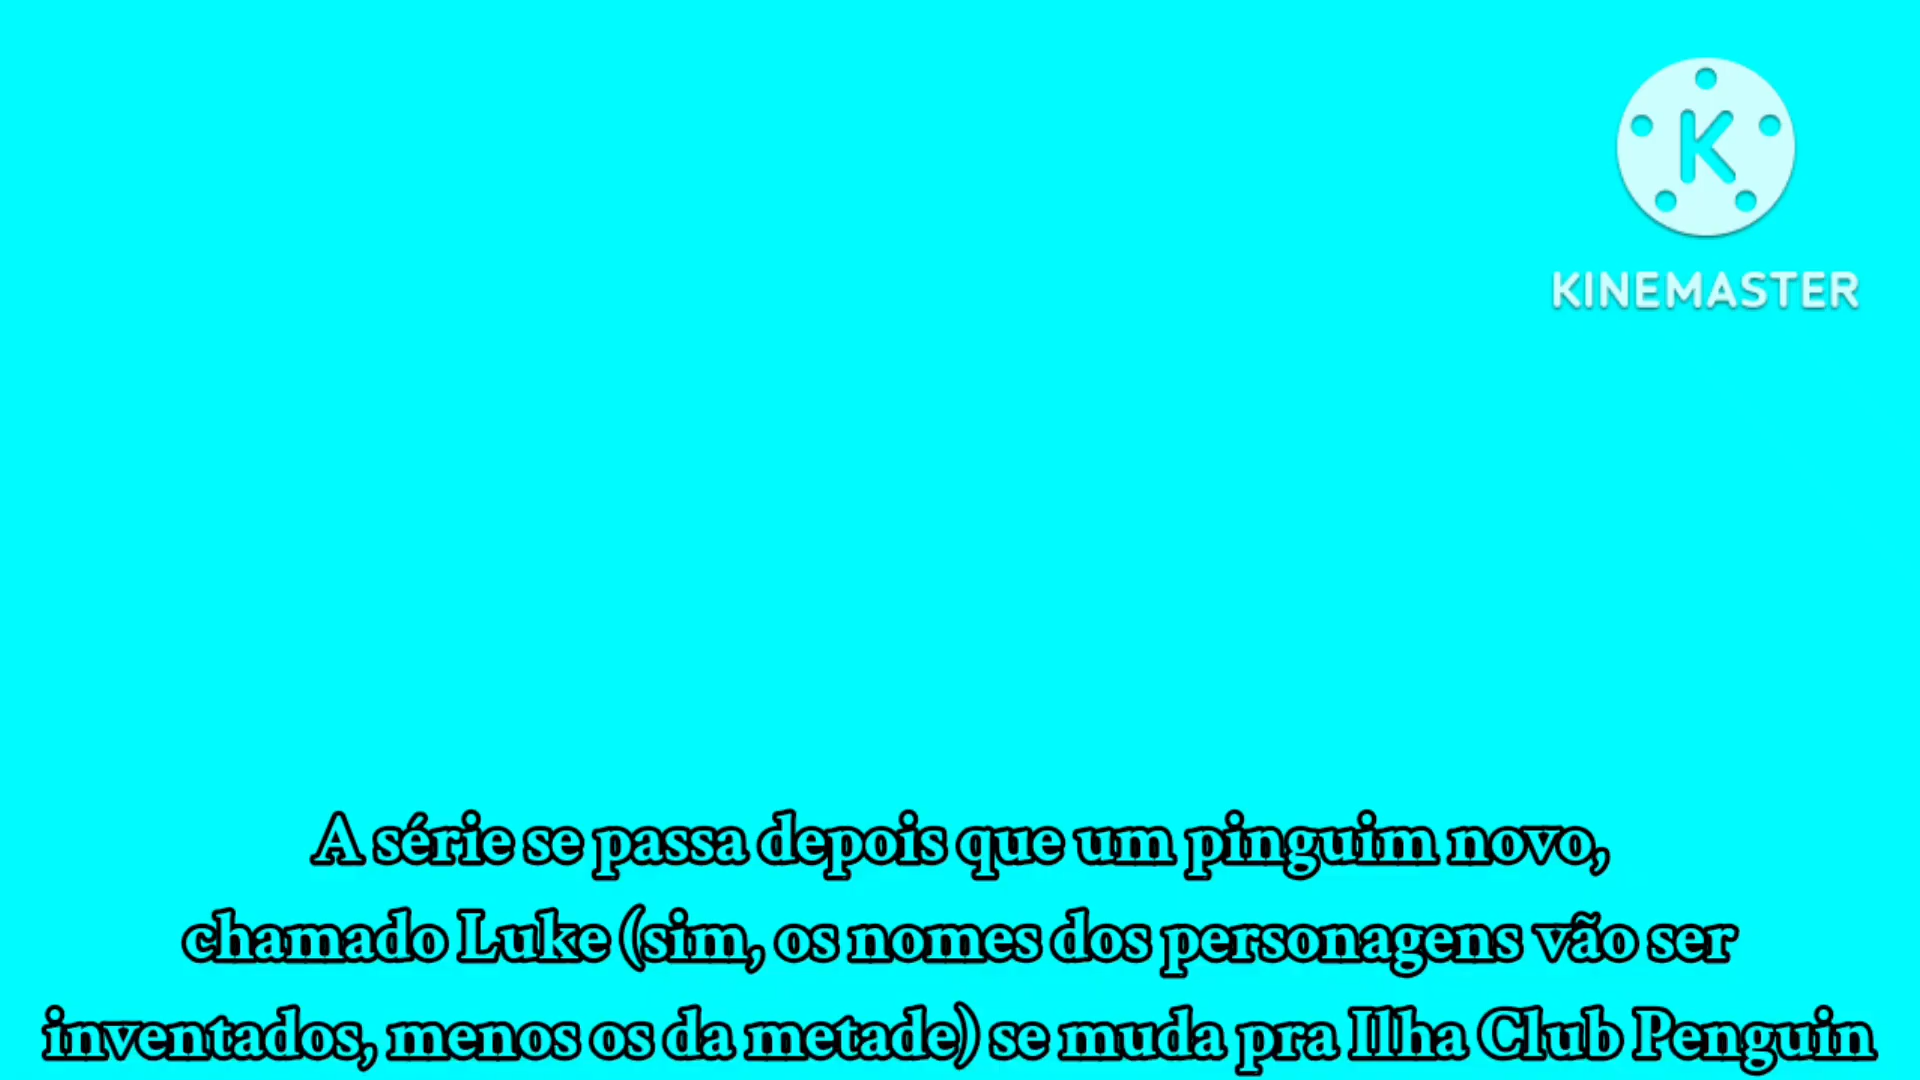 K
KINEMASTER
A série se passa depois que um pinguim novo,
chamado Luke (sim, os nomes dos personagens vão ser
inventados, menos os da metade) se muda pra Ilha Club Penguin